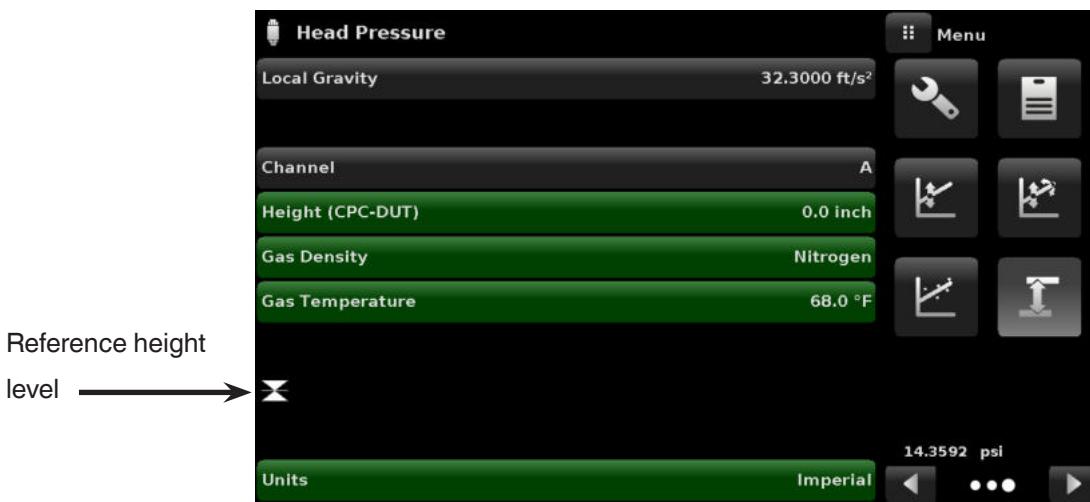 Head Pressure
Menu
Local Gravity 32.3000 ft/s²
Channel A
Height (CPC-DUT) 0.0 inch
Gas Density Nitrogen
Gas Temperature 68.0 °F
Reference height
level
14.3592 psi
Units Imperial